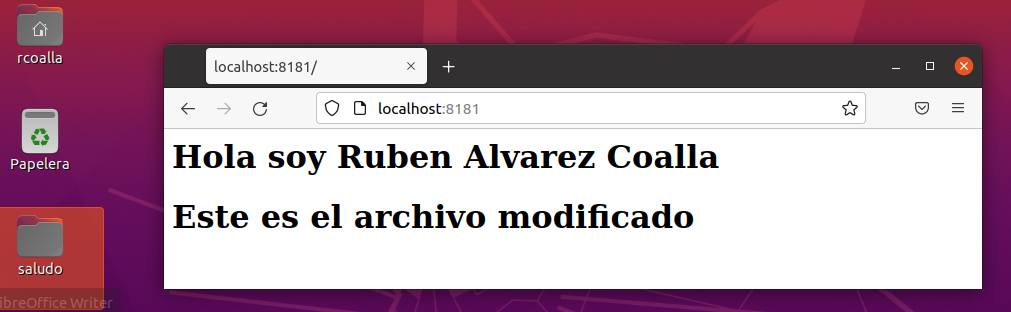 rcoalla
Papelera
saludo
ibreOffice Writer
localhost:8181/
localhost:8181
Hola soy Ruben Alvarez Coalla
Este es el archivo modificado